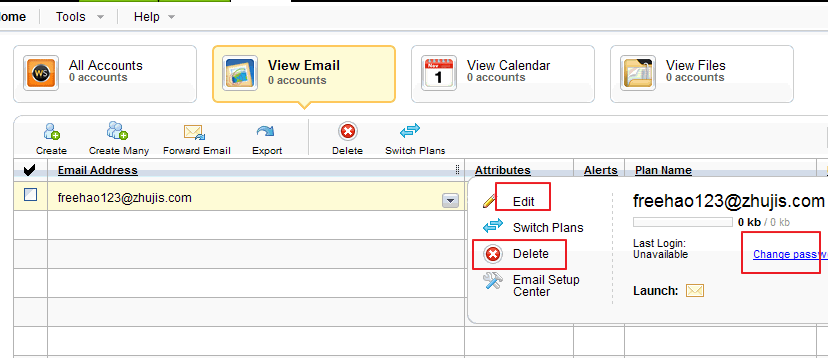 ome Tools Help
All Accounts
0 accounts
View Email
0 accounts
Nov
1
View Calendar
0 accounts
View Files
0 accounts
WS
Create Create Many Forward Email Export Delete Switch Plans
Email Address Attributes Alerts Plan Name
freehao123@zhujis.com
Edit
Switch Plans
Delete
Email Setup
Center
freehao123@zhujis.com
0 kb / 0 kb
Last Login:
Unavailable
Change passw
Launch: